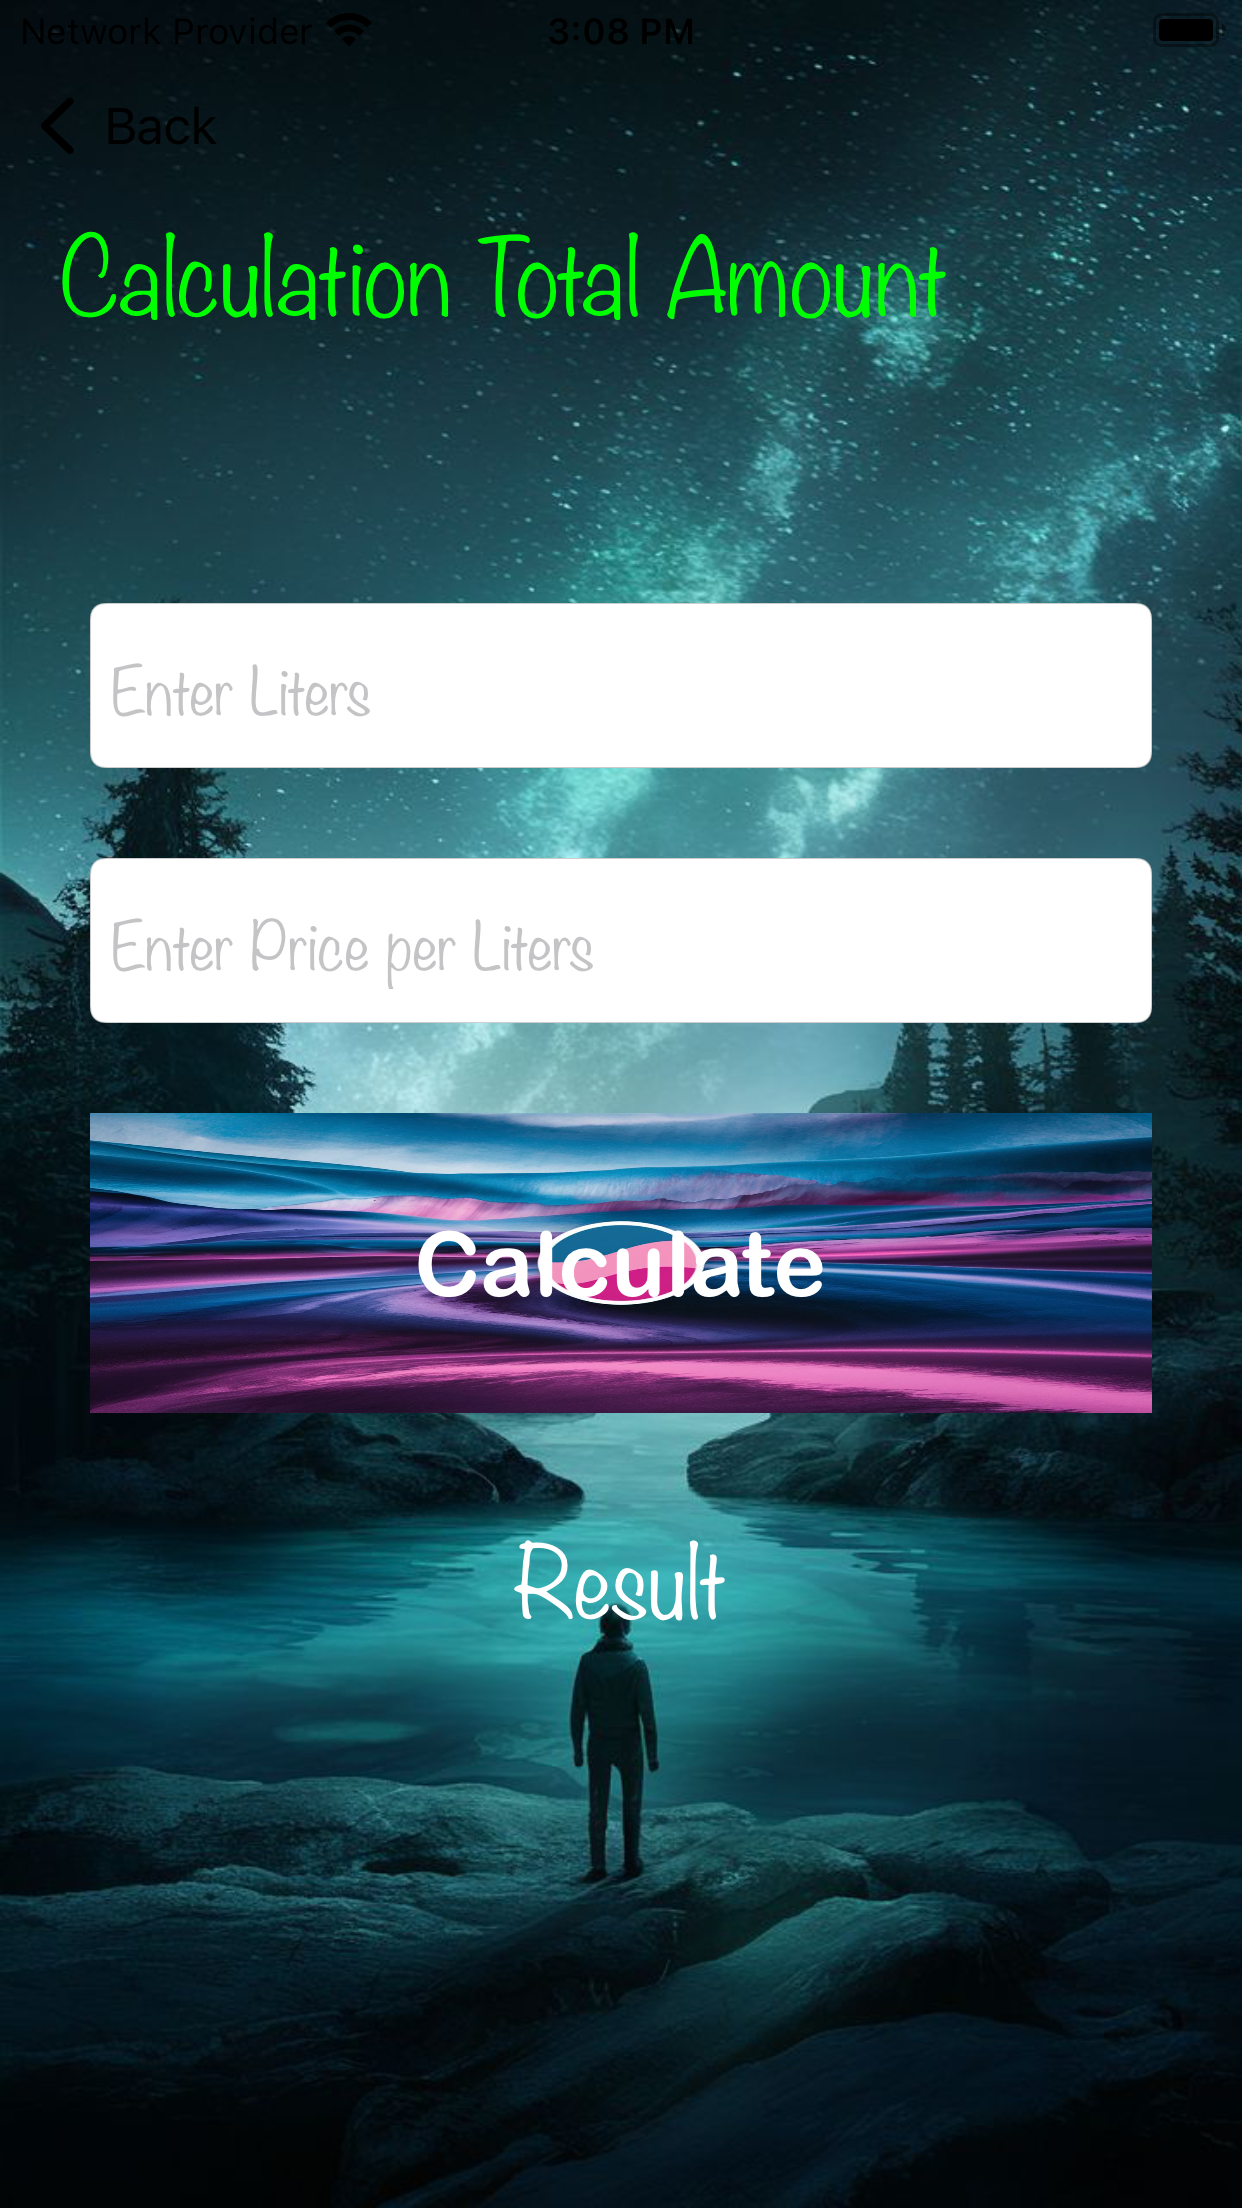 Network Provider 3:08 PM
Back
Calculation Total Amount
Enter Liters
Enter Price per Liters
Calculate
Result